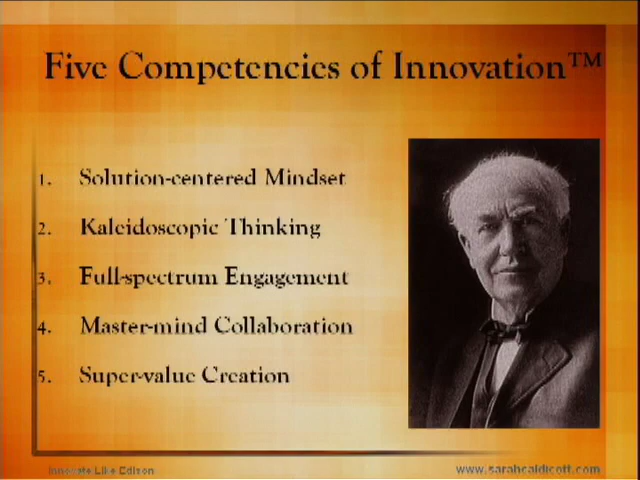 Five Competencies of Innovation™
1. Solution-centered Mindset
2. Kaleidoscopic Thinking
3. Full-spectrum Engagement
4. Master-mind Collaboration
5. Super-value Creation
Innovate Like Edison
www.sarahcaldicott.com